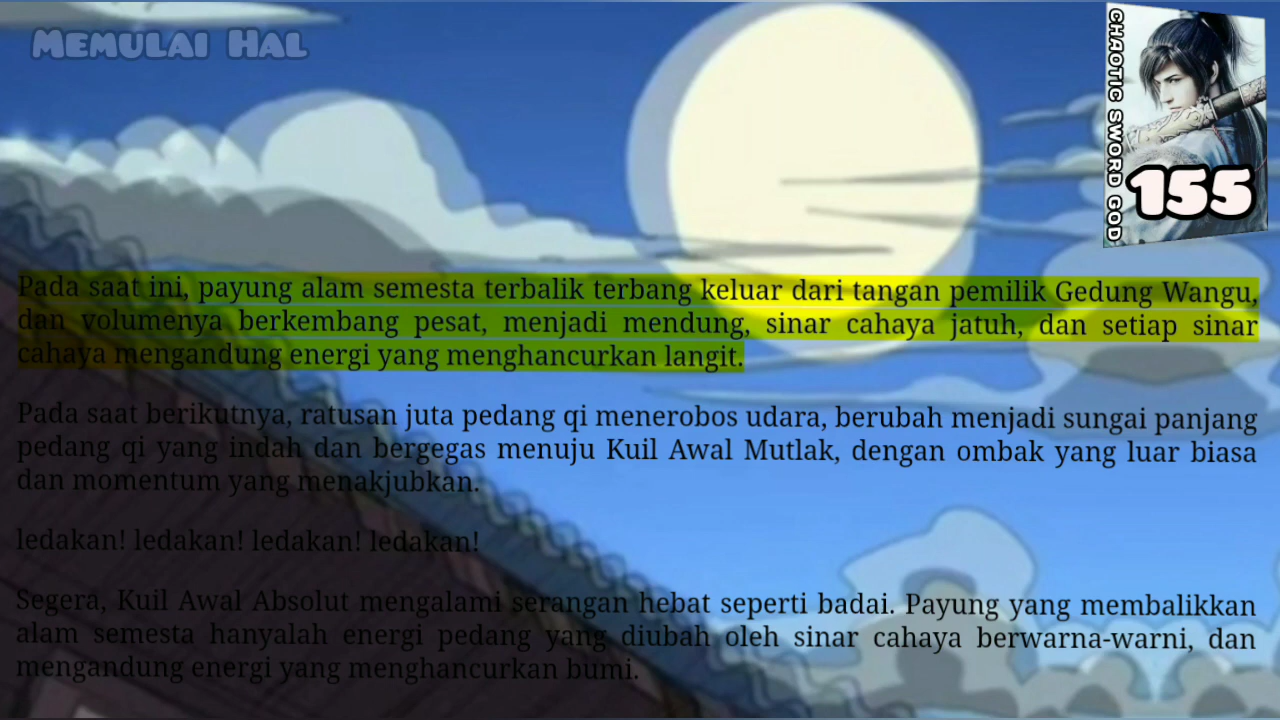 Memulai Hal
CHAOTIC SWORD GOD
155
Pada saat ini, payung alam semesta terbalik terbang keluar dari tangan pemilik Gedung Wangu,
dan volumenya berkembang pesat, menjadi mendung, sinar cahaya jatuh, dan setiap sinar
cahaya mengandung energi yang menghancurkan langit.
Pada saat berikutnya, ratusan juta pedang qi menerobos udara, berubah menjadi sungai panjang
pedang qi yang indah dan bergegas menuju Kuil Awal Mutlak, dengan ombak yang luar biasa
dan momentum yang menakjubkan.
ledakan! ledakan! ledakan! ledakan!
Segera, Kuil Awal Absolut mengalami serangan hebat seperti badai. Payung yang membalikkan
alam semesta hanyalah energi pedang yang diubah oleh sinar cahaya berwarna-warni, dan
mengandung energi yang menghancurkan bumi.